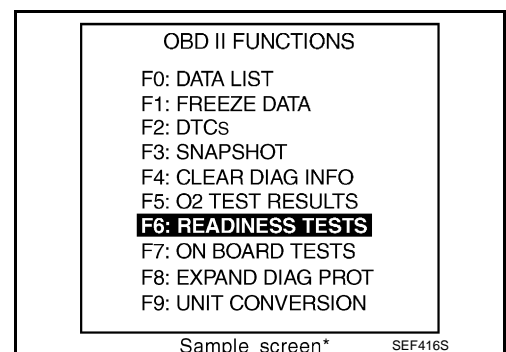 OBD II FUNCTIONS
F0: DATA LIST
F1: FREEZE DATA
F2: DTCs
F3: SNAPSHOT
F4: CLEAR DIAG INFO
F5: O2 TEST RESULTS
F6: READINESS TESTS
F7: ON BOARD TESTS
F8: EXPAND DIAG PROT
F9: UNIT CONVERSION
Sample screen*
SEF416S